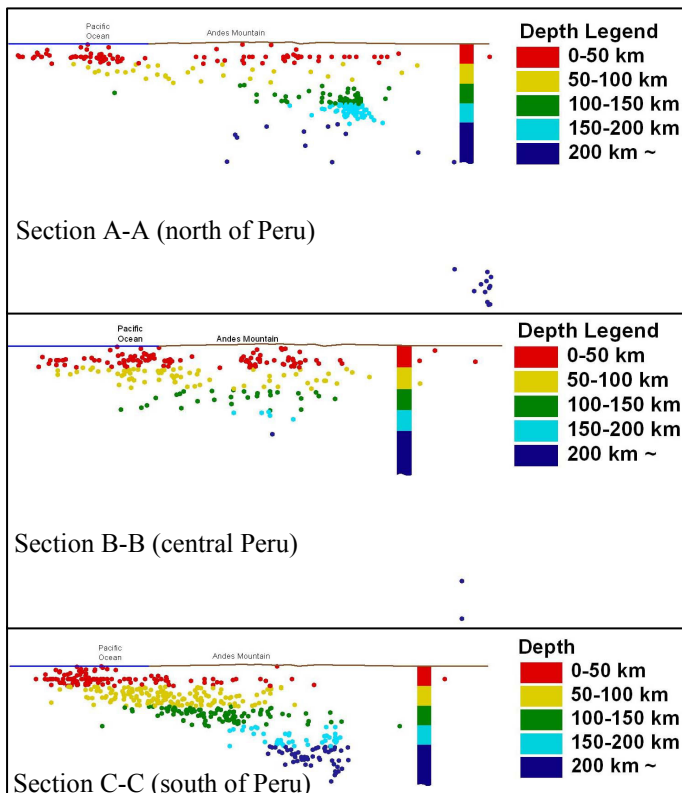 Pacific
Ocean
Andes Mountain
Depth Legend
0-50 km
50-100 km
100-150 km
150-200 km
200 km ~
Section A-A (north of Peru)
Pacific
Ocean
Andes Mountain
Depth Legend
0-50 km
50-100 km
100-150 km
150-200 km
200 km ~
Section B-B (central Peru)
Pacific
Ocean
Andes Mountain
Depth
0-50 km
50-100 km
100-150 km
150-200 km
200 km ~
Section C-C (south of Peru)